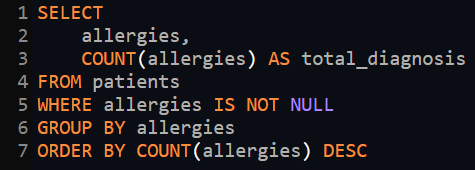 1 SELECT
2     allergies,
3     COUNT(allergies) AS total_diagnosis
4 FROM patients
5 WHERE allergies IS NOT NULL
6 GROUP BY allergies
7 ORDER BY COUNT(allergies) DESC